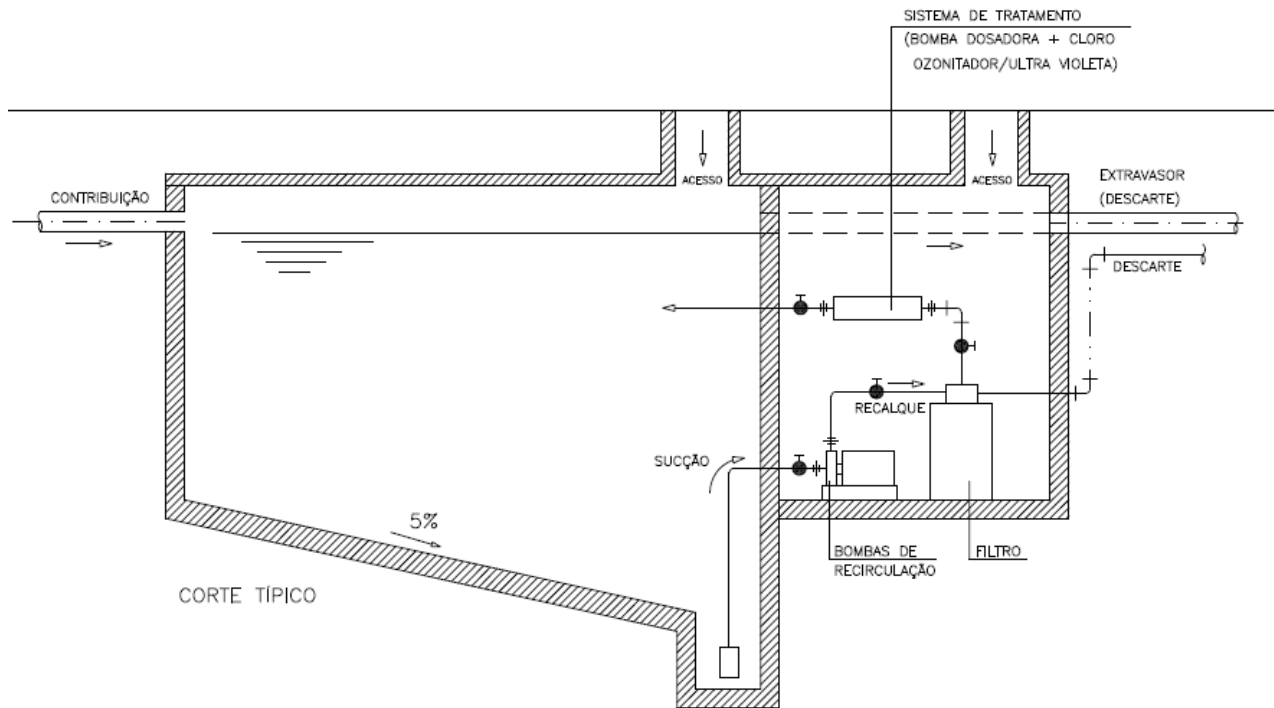 SISTEMA DE TRATAMENTO
(BOMBA DOSADORA + CLORO
OZONITADOR/ULTRA VIOLETA)
CONTRIBUIÇÃO
ACESSO
ACESSO
EXTRAVASOR
(DESCARTE)
DESCARTE
RECALQUE
SUCÇÃO
5%
BOMBAS DE
RECIRCULAÇÃO
FILTRO
CORTE TÍPICO